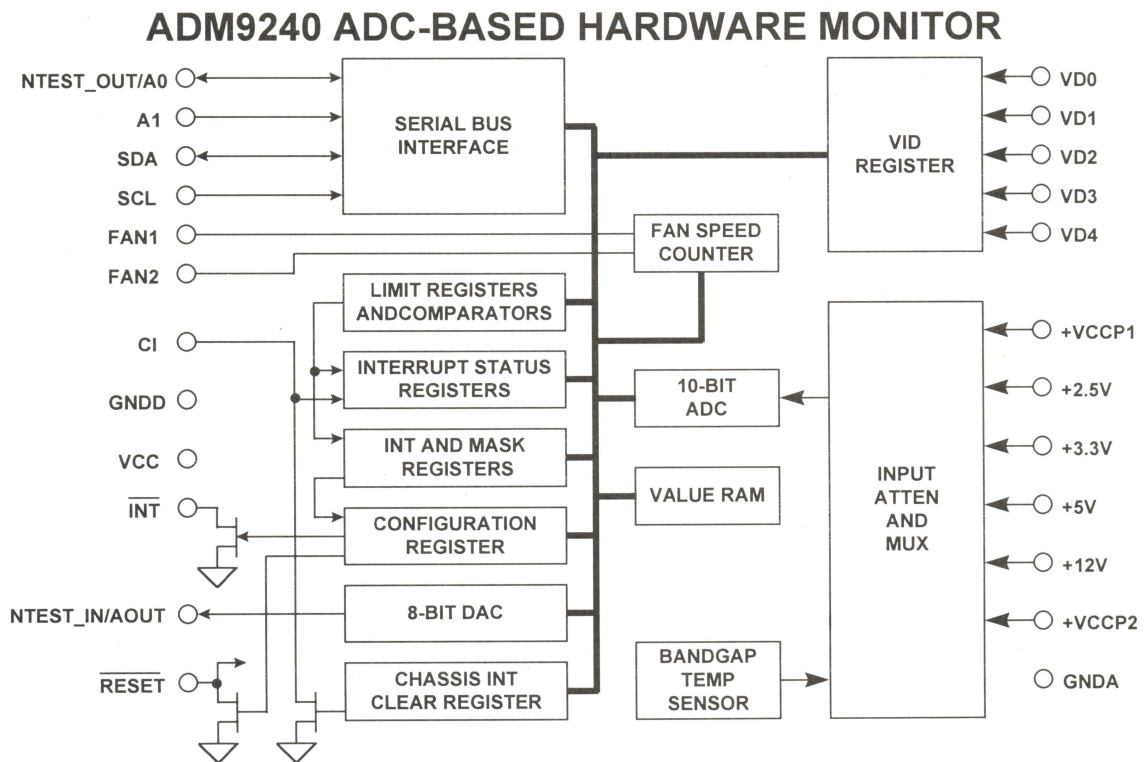 ADM9240 ADC-BASED HARDWARE MONITOR
NTEST_OUT/A0
A1
SDA
SCL
FAN1
FAN2
CI
GNDD
VCC
INT
NTEST_IN/AOUT
RESET
SERIAL BUS
INTERFACE
LIMIT REGISTERS
ANDCOMPARATORS
INTERRUPT STATUS
REGISTERS
INT AND MASK
REGISTERS
CONFIGURATION
REGISTER
8-BIT DAC
CHASSIS INT
CLEAR REGISTER
FAN SPEED
COUNTER
10-BIT
ADC
VALUE RAM
BANDGAP
TEMP
SENSOR
VID
REGISTER
INPUT
ATTEN
AND
MUX
VD0
VD1
VD2
VD3
VD4
+VCCP1
+2.5V
+3.3V
+5V
+12V
+VCCP2
GNDA